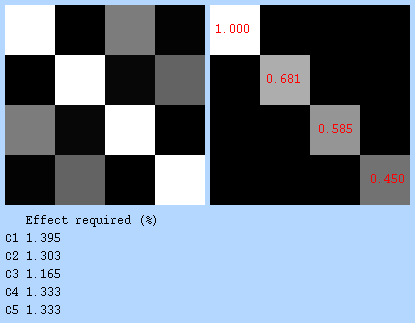 1.000
0.681
0.585
0.450
Effect required (%)
C1 1.395
C2 1.303
C3 1.165
C4 1.333
C5 1.333